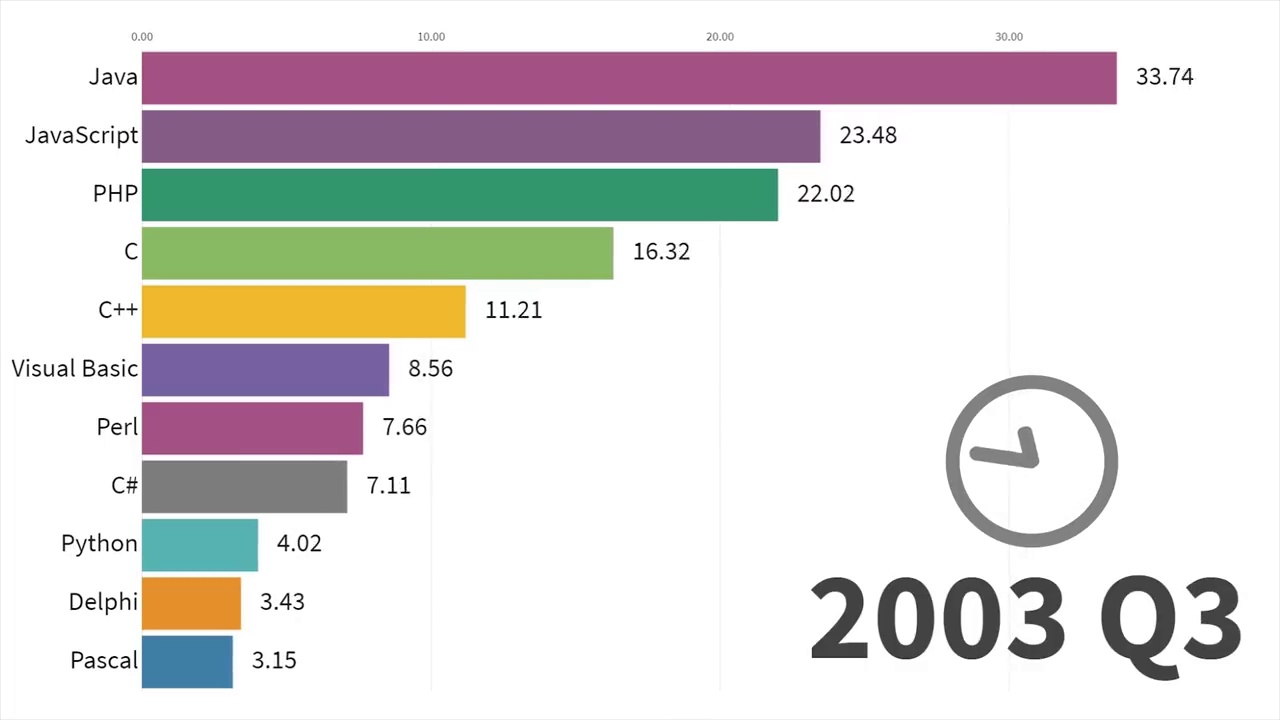 0.00 10.00 20.00 30.00
Java 33.74
JavaScript 23.48
PHP 22.02
C 16.32
C++ 11.21
Visual Basic 8.56
Perl 7.66
C# 7.11
Python 4.02
Delphi 3.43
Pascal 3.15
2003 Q3